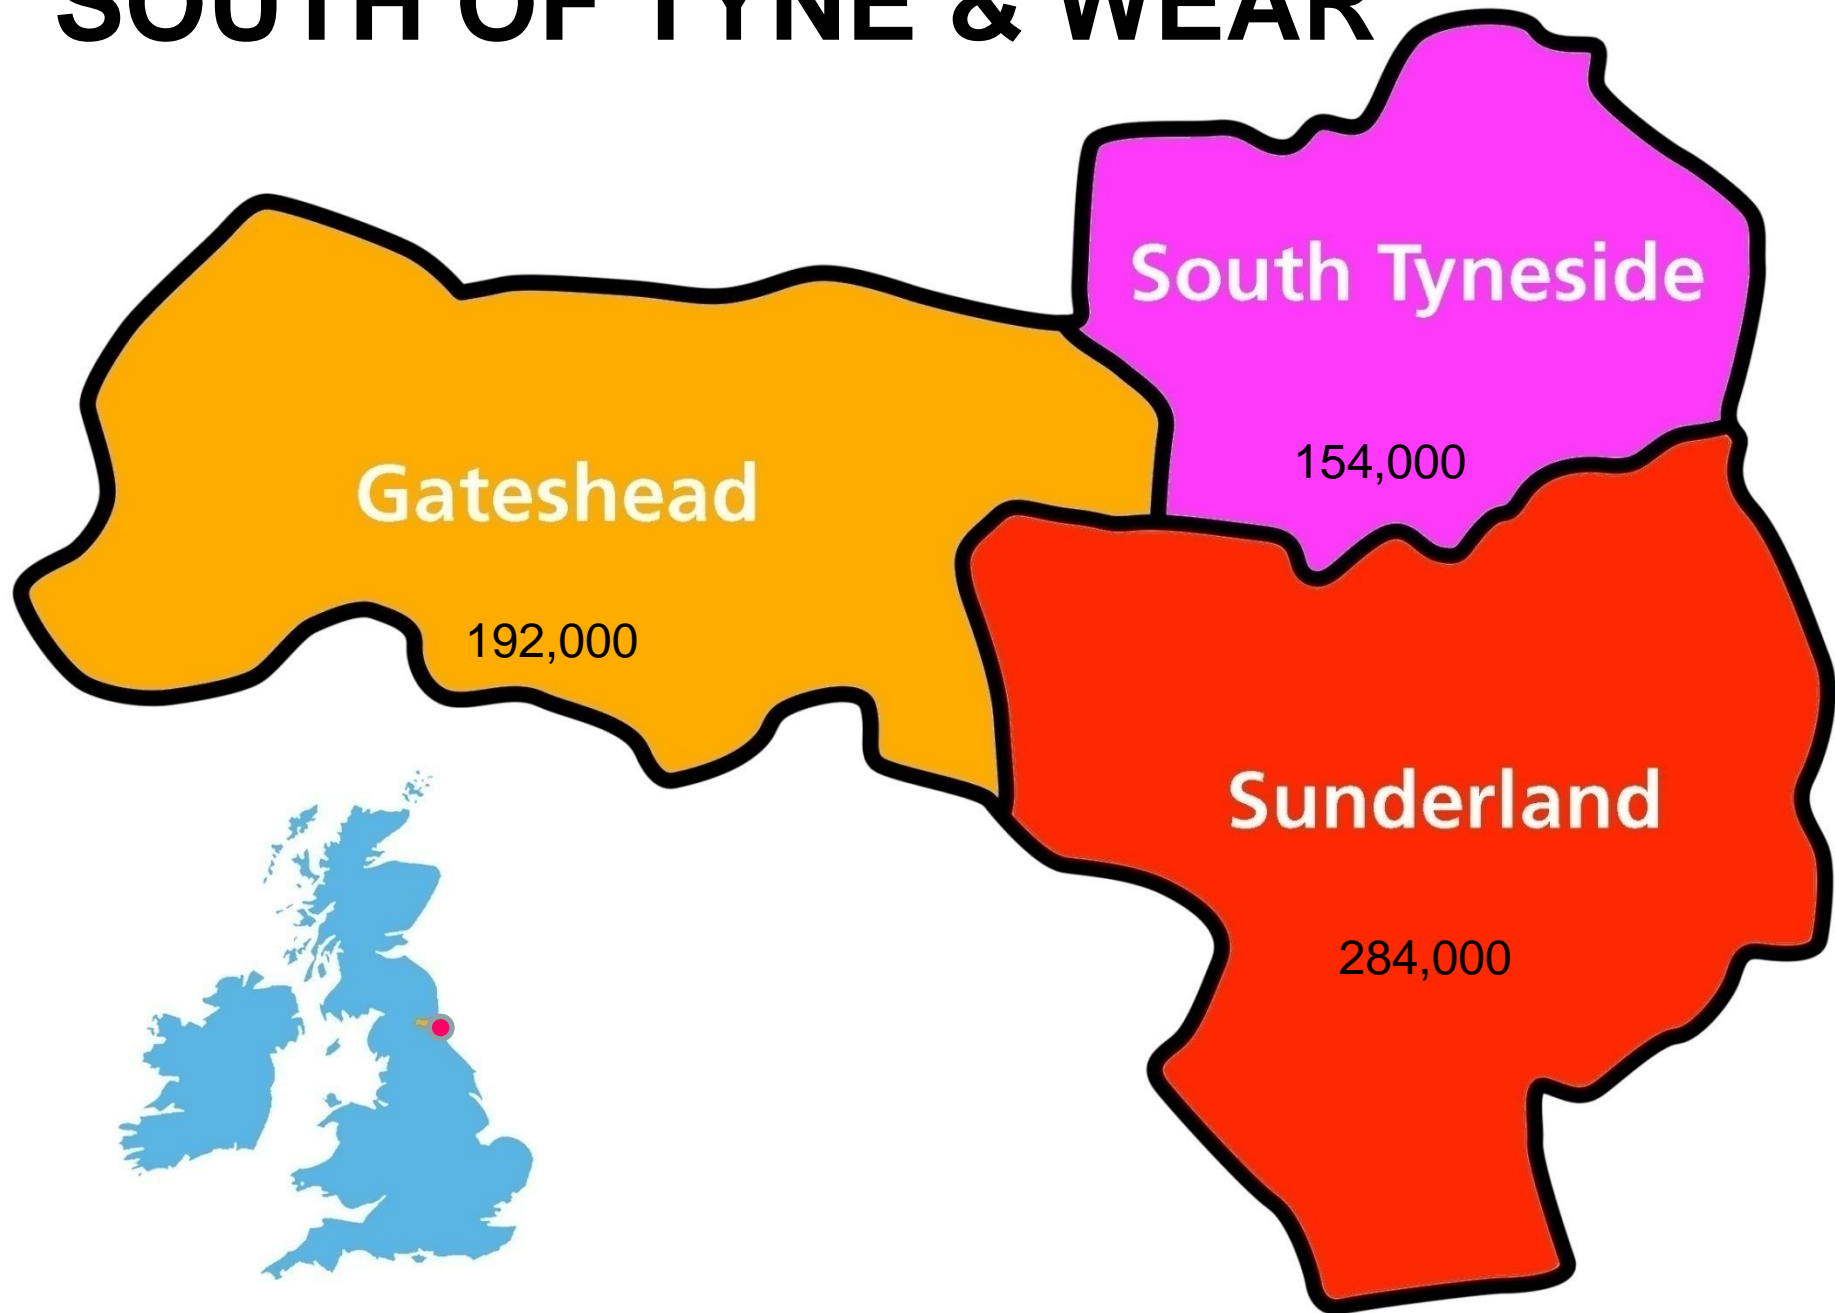 SOUTH OF TYNE & WEAR
South Tyneside
154,000
Gateshead
192,000
Sunderland
284,000